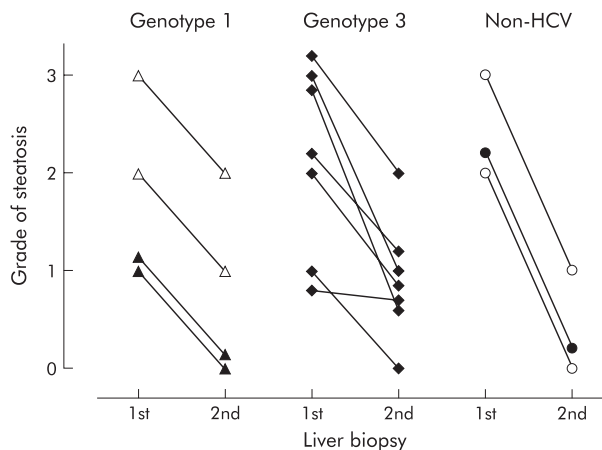 Genotype 1 Genotype 3 Non-HCV
3
2
1
0
Grade of steatosis
1st 2nd 1st 2nd 1st 2nd
Liver biopsy